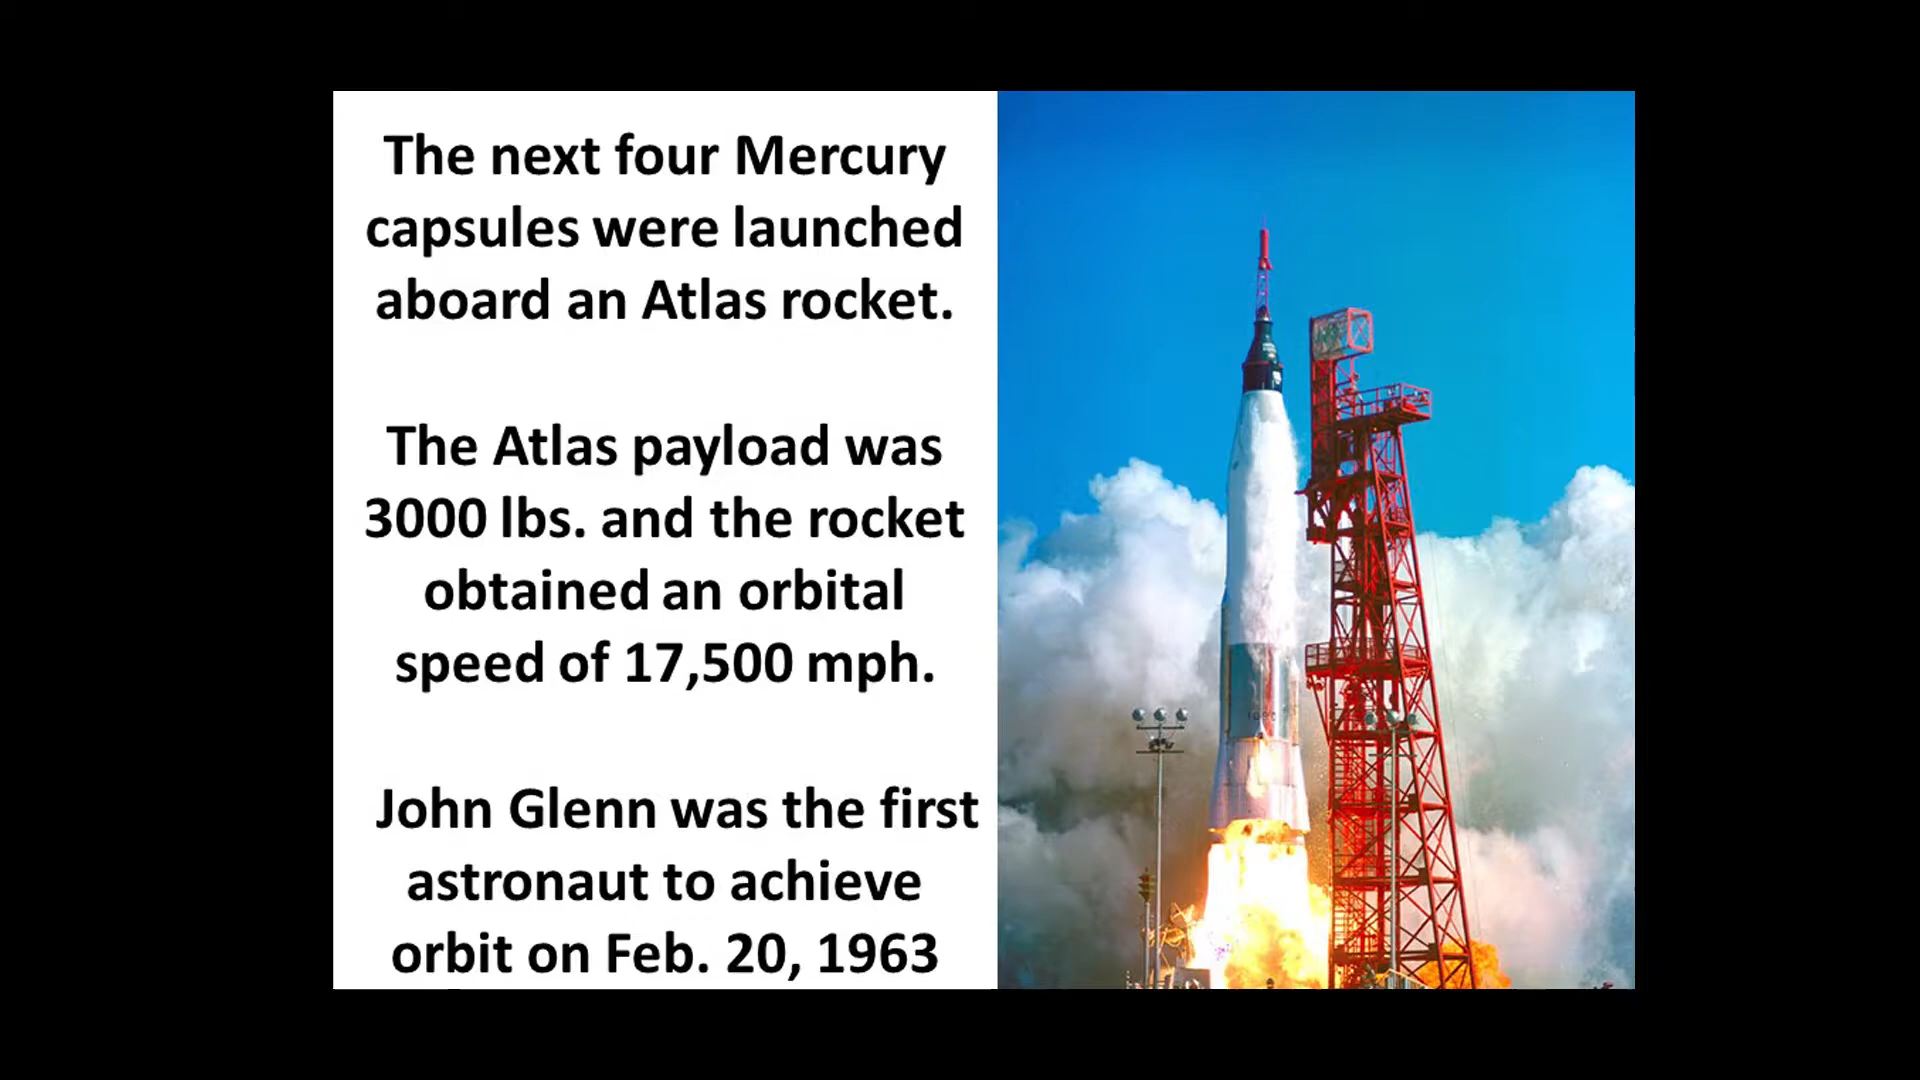 The next four Mercury
capsules were launched
aboard an Atlas rocket.
The Atlas payload was
3000 lbs. and the rocket
obtained an orbital
speed of 17,500 mph.
John Glenn was the first
astronaut to achieve
orbit on Feb. 20, 1963